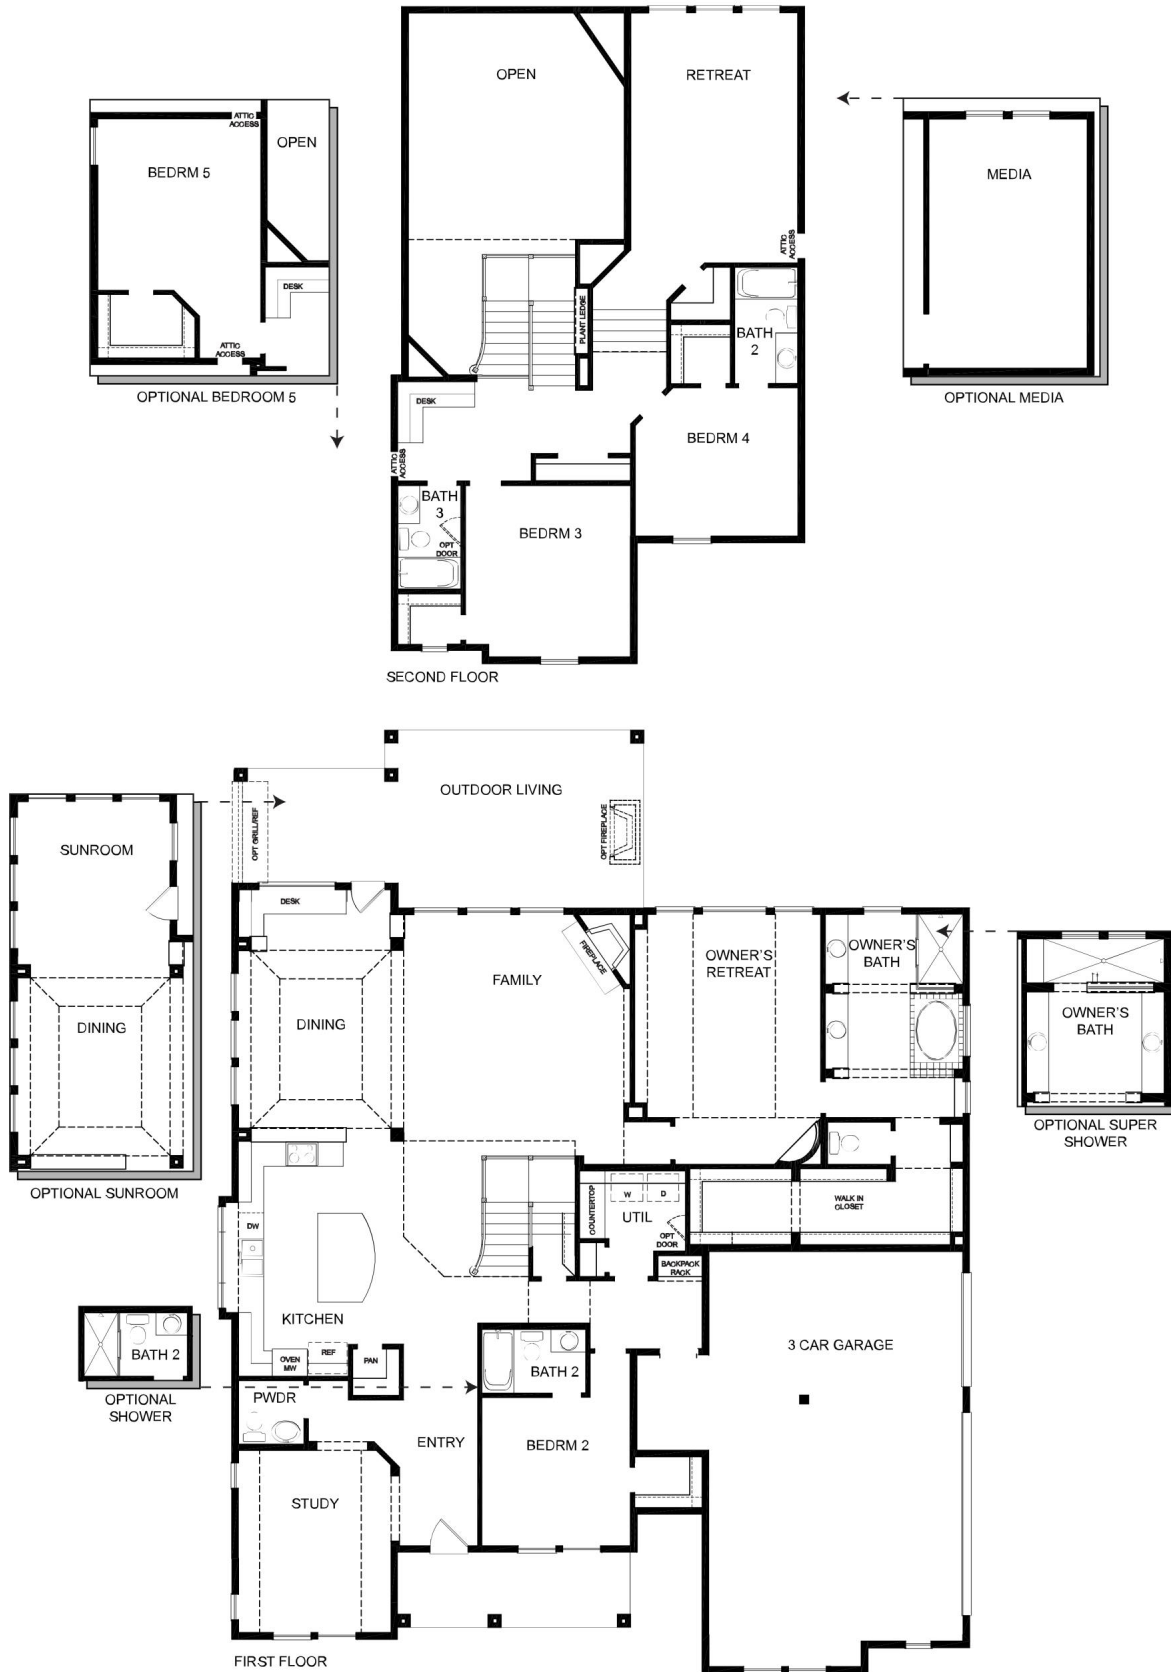 OPEN
RETREAT
ATTIC
ACCESS
PLANT LEDGE
BATH
2
DESK
BEDRM 4
ATTIC
ACCESS
BATH
3
OPT
DOOR
BEDRM 3
SECOND FLOOR
ATTIC
ACCESS
OPEN
BEDRM 5
DESK
ATTIC
ACCESS
OPTIONAL BEDROOM 5
MEDIA
OPTIONAL MEDIA
OUTDOOR LIVING
OPT GRILL/REF
OPT FIREPLACE
SUNROOM
DINING
OPTIONAL SUNROOM
DESK
FAMILY
FIREPLACE
OWNER'S
RETREAT
OWNER'S
BATH
DINING
OWNER'S
BATH
OPTIONAL SUPER
SHOWER
COUNTERTOP
W
D
UTIL
OPT
DOOR
WALK IN
CLOSET
DW
BACKPACK
RACK
KITCHEN
OVEN
MW
REF
PAN
3 CAR GARAGE
BATH 2
OPTIONAL
SHOWER
BATH 2
PWDR
ENTRY
BEDRM 2
STUDY
FIRST FLOOR